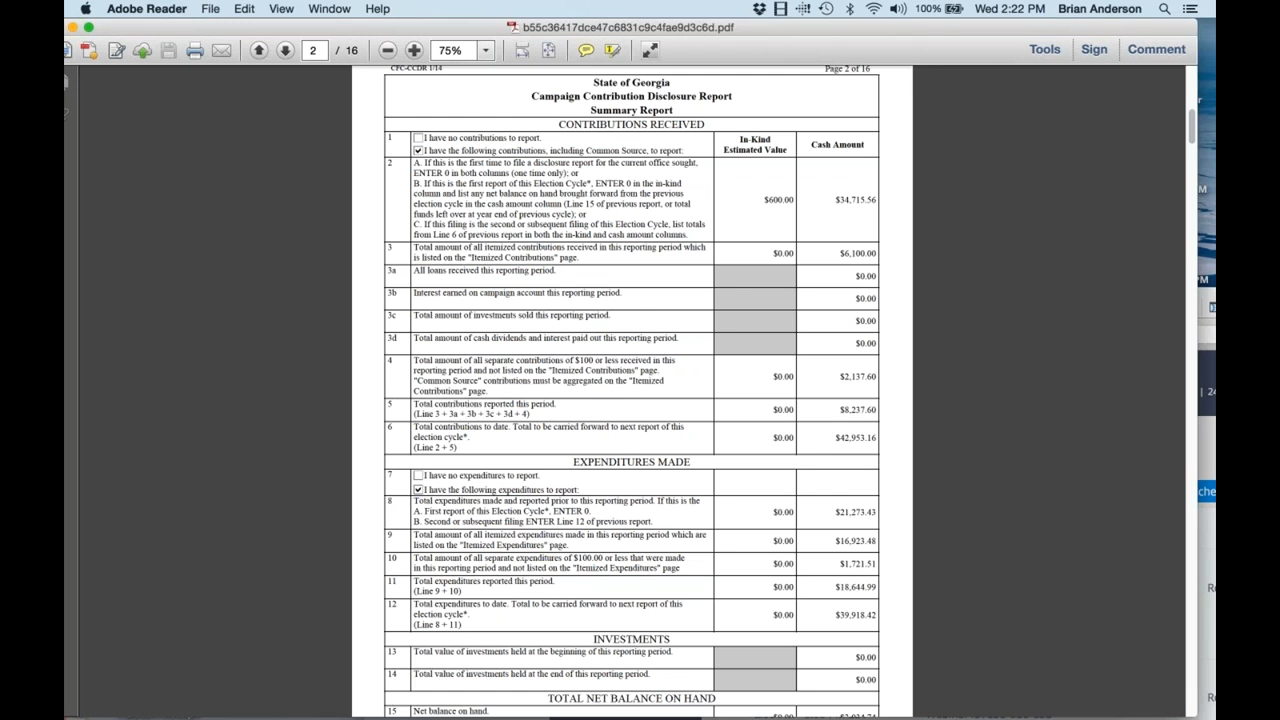 Adobe Reader File Edit View Window Help 100% Wed 2:22 PM Brian Anderson
b55c36417dce47c6831c9c4fae9d3c6d.pdf
2 / 16 75% Tools Sign Comment
CFC-CCDR 1/14 Page 2 of 16
State of Georgia
Campaign Contribution Disclosure Report
Summary Report
CONTRIBUTIONS RECEIVED
1 I have no contributions to report.
I have the following contributions, including Common Source, to report:
In-Kind
Estimated Value
Cash Amount
2 A. If this is the first time to file a disclosure report for the current office sought,
ENTER 0 in both columns (one time only); or
B. If this is the first report of this Election Cycle*, ENTER 0 in the in-kind
column and list any net balance on hand brought forward from the previous
election cycle in the cash amount column (Line 15 of previous report, or total
funds left over at year end of previous cycle); or
C. If this filing is the second or subsequent filing of this Election Cycle, list totals
from Line 6 of previous report in both the in-kind and cash amount columns.
$600.00 $34,715.56
3 Total amount of all itemized contributions received in this reporting period which
is listed on the "Itemized Contributions" page.
$0.00 $6,100.00
3a All loans received this reporting period.
$0.00
3b Interest earned on campaign account this reporting period.
$0.00
3c Total amount of investments sold this reporting period.
$0.00
3d Total amount of cash dividends and interest paid out this reporting period.
$0.00
4 Total amount of all separate contributions of $100 or less received in this
reporting period and not listed on the "Itemized Contributions" page.
"Common Source" contributions must be aggregated on the "Itemized
Contributions" page.
$0.00 $2,137.60
5 Total contributions reported this period.
(Line 3 + 3a + 3b + 3c + 3d + 4)
$0.00 $8,237.60
6 Total contributions to date. Total to be carried forward to next report of this
election cycle*.
(Line 2 + 5)
$0.00 $42,953.16
EXPENDITURES MADE
7 I have no expenditures to report.
I have the following expenditures to report:
8 Total expenditures made and reported prior to this reporting period. If this is the
A. First report of this Election Cycle*, ENTER 0.
B. Second or subsequent filing ENTER Line 12 of previous report.
$0.00 $21,273.43
9 Total amount of all itemized expenditures made in this reporting period which are
listed on the "Itemized Expenditures" page.
$0.00 $16,923.48
10 Total amount of all separate expenditures of $100.00 or less that were made
in this reporting period and not listed on the "Itemized Expenditures" page
$0.00 $1,721.51
11 Total expenditures reported this period.
(Line 9 + 10)
$0.00 $18,644.99
12 Total expenditures to date. Total to be carried forward to next report of this
election cycle*.
(Line 8 + 11)
$0.00 $39,918.42
INVESTMENTS
13 Total value of investments held at the beginning of this reporting period.
$0.00
14 Total value of investments held at the end of this reporting period.
$0.00
TOTAL NET BALANCE ON HAND
15 Net balance on hand.